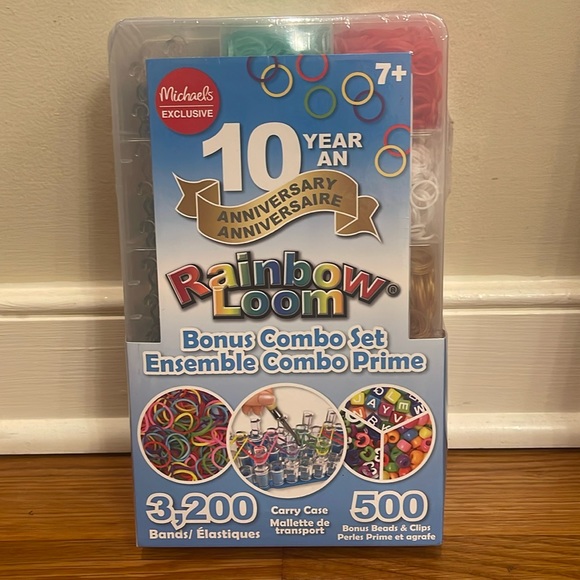 Michaels
EXCLUSIVE
7+
10 YEAR
AN
ANNIVERSARY
ANNIVERSAIRE
Rainbow
Loom®
Bonus Combo Set
Ensemble Combo Prime
3,200
Bands/ Élastiques
Carry Case
Mallette de
transport
500
Bonus Beads & Clips
Perles Prime et agrafe